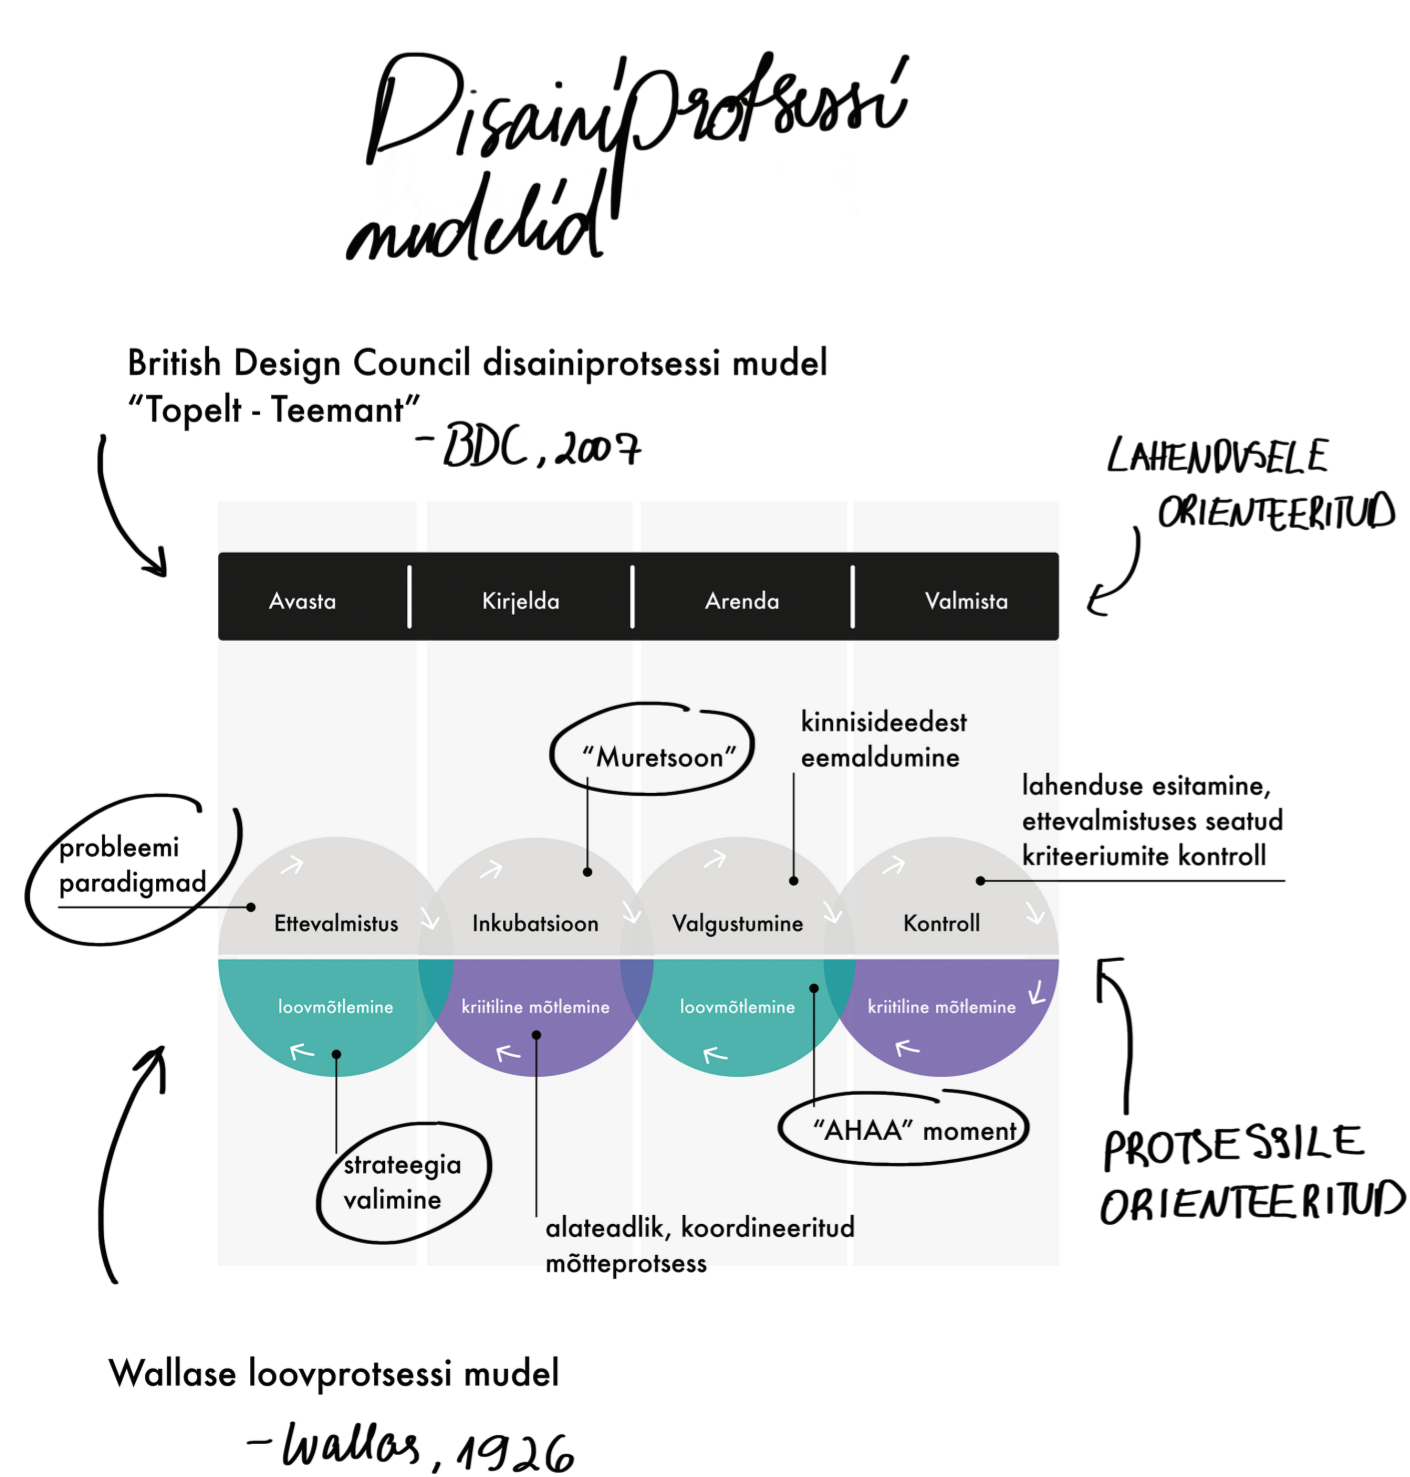 Disainiprotsessi
mudelid
British Design Council disainiprotsessi mudel
“Topelt - Teemant”
- BDC, 2007
LAHENDUSELE
ORIENTEERITUD
Avasta
Kirjelda
Arenda
Valmista
“Muretsoon”
kinnisideedest
eemaldumine
lahenduse esitamine,
ettevalmistuses seatud
kriteeriumite kontroll
probleemi
paradigmad
Ettevalmistus
Inkubatsioon
Valgustumine
Kontroll
loovmõtlemine
kriitiline mõtlemine
loovmõtlemine
kriitiline mõtlemine
“AHAA” moment
strateegia
valimine
alateadlik, koordineeritud
mõtteprotsess
PROTSESSILE
ORIENTEERITUD
Wallase loovprotsessi mudel
- Wallas, 1926